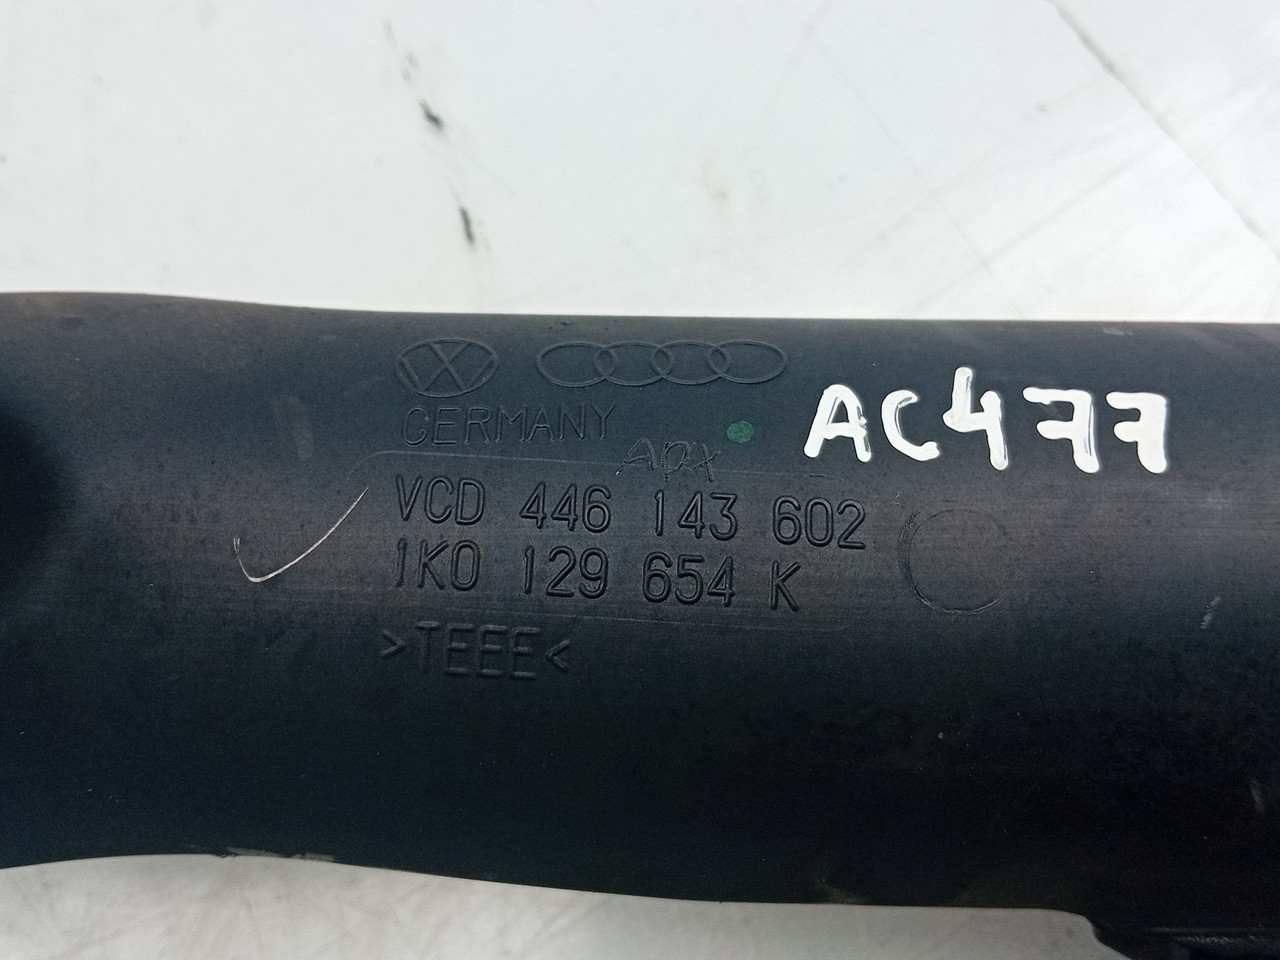 GERMANY
AC477
VCD 446 143 602
1K0 129 654 K
>TEEE<